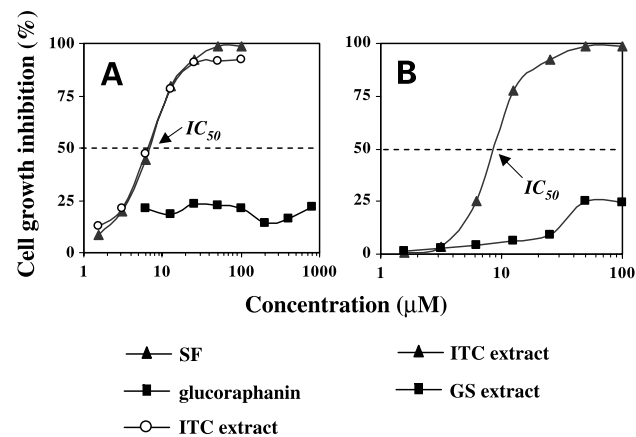 Cell growth inhibition (%)
100
75
50
25
0
A
IC50
1
10
100
1000
100
75
50
25
0
B
IC50
1
10
100
Concentration (μM)
SF
glucoraphanin
ITC extract
ITC extract
GS extract